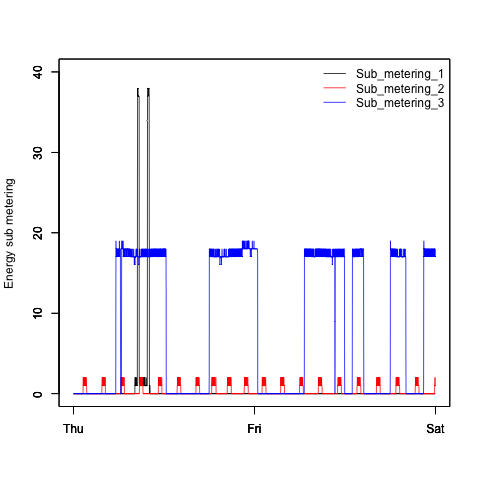 Sub_metering_1
Sub_metering_2
Sub_metering_3
Energy sub metering
40
30
20
10
0
Thu Fri Sat